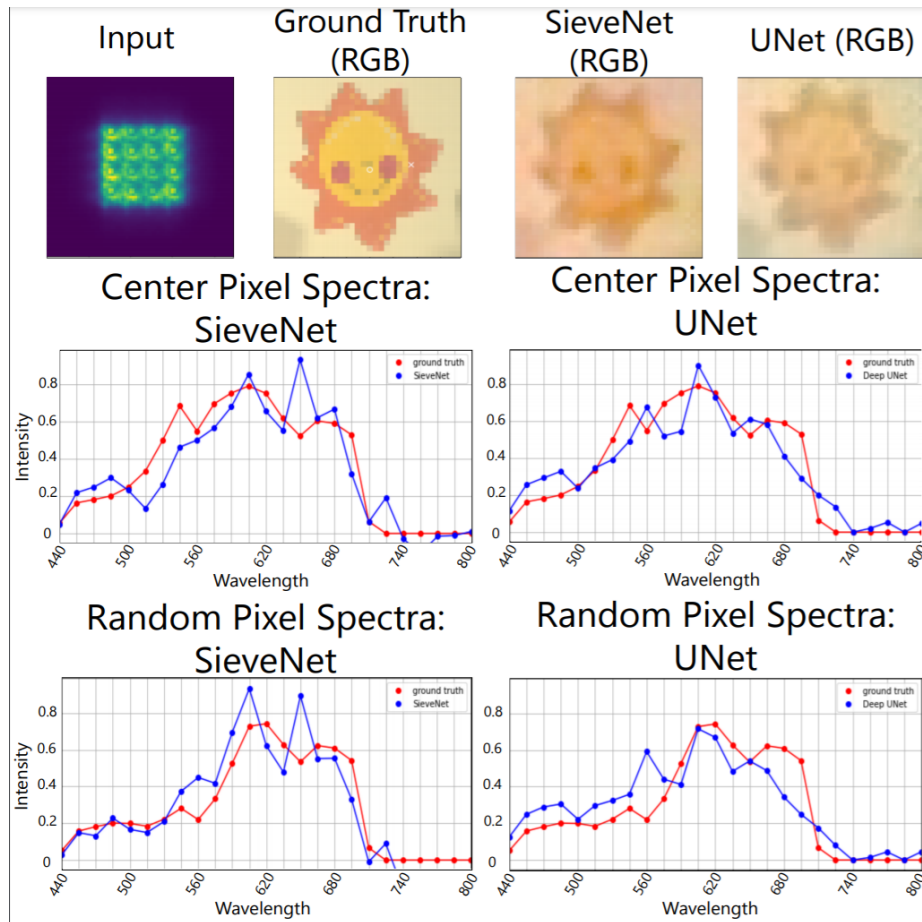 Input
Ground Truth
(RGB)
SieveNet
(RGB)
UNet (RGB)
Center Pixel Spectra:
SieveNet
Center Pixel Spectra:
UNet
ground truth
SieveNet
0.8
0.6
0.4
0.2
0
Intensity
440
500
560
620
680
740
800
Wavelength
ground truth
Deep UNet
0.8
0.6
0.4
0.2
0
440
500
560
620
680
740
800
Wavelength
Random Pixel Spectra:
SieveNet
Random Pixel Spectra:
UNet
ground truth
SieveNet
0.8
0.6
0.4
0.2
0
Intensity
440
500
560
620
680
740
800
Wavelength
ground truth
Deep UNet
0.8
0.6
0.4
0.2
0
440
500
560
620
680
740
800
Wavelength